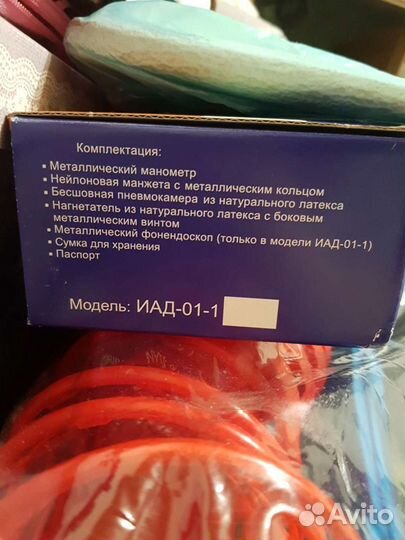 Комплектация:
▪ Металлический манометр
▪ Нейлоновая манжета с металлическим кольцом
▪ Бесшовная пневмокамера из натурального латекса
▪ Нагнетатель из натурального латекса с боковым
металлическим винтом
▪ Металлический фонендоскоп (только в модели ИАД-01-1)
▪ Сумка для хранения
▪ Паспорт
Модель: ИАД-01-1
Avito